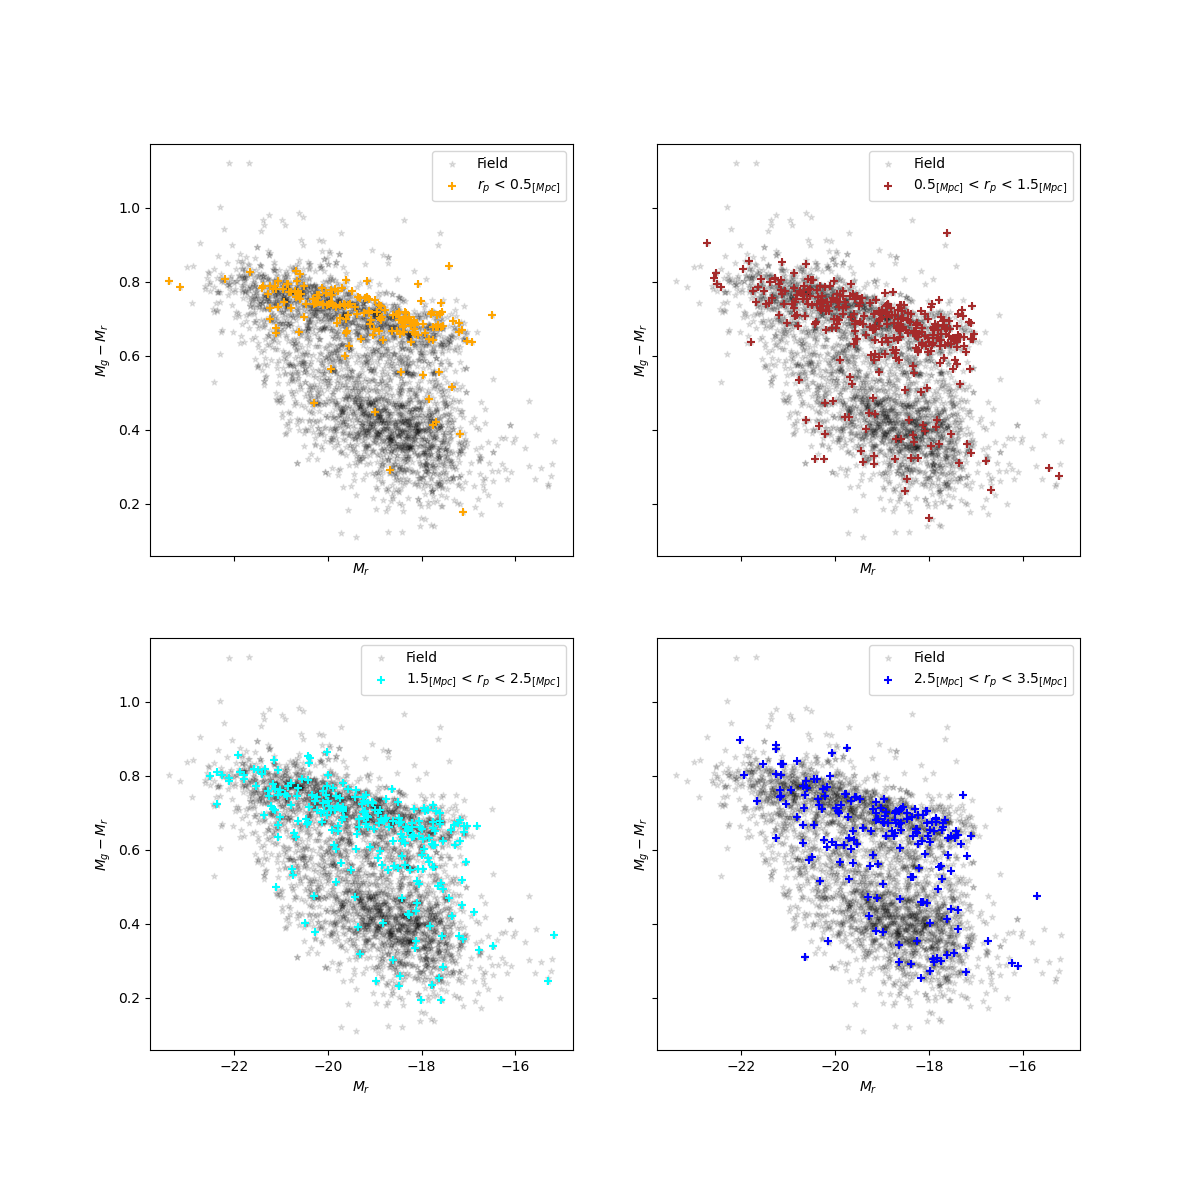 Field
r_p < 0.5_[Mpc]
1.0
0.8
0.6
0.4
0.2
M_g − M_r
M_r
Field
0.5_[Mpc] < r_p < 1.5_[Mpc]
M_g − M_r
M_r
Field
1.5_[Mpc] < r_p < 2.5_[Mpc]
1.0
0.8
0.6
0.4
0.2
M_g − M_r
−22
−20
−18
−16
M_r
Field
2.5_[Mpc] < r_p < 3.5_[Mpc]
M_g − M_r
−22
−20
−18
−16
M_r